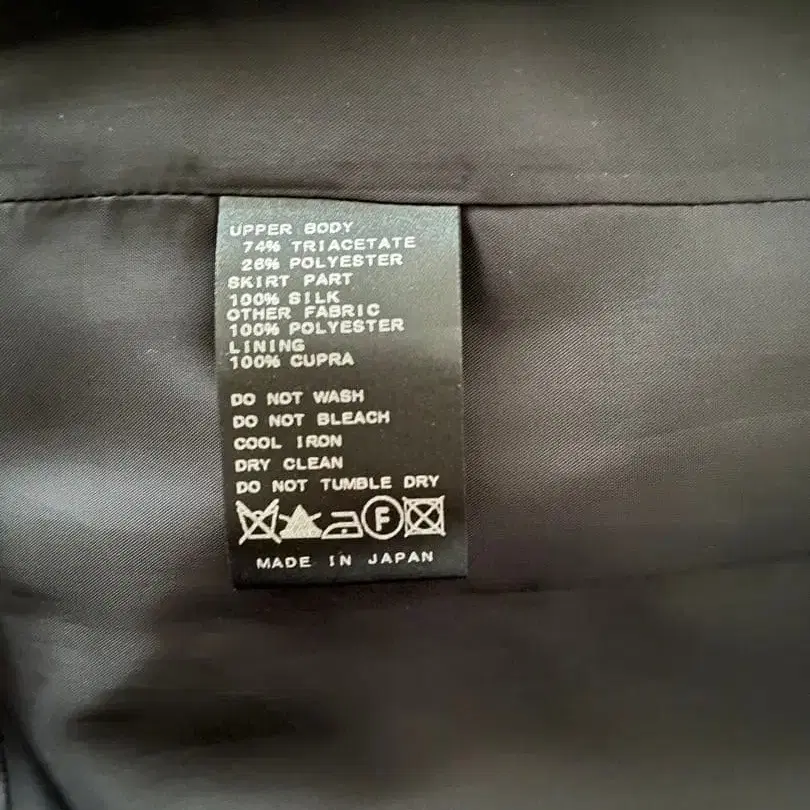 UPPER BODY
74% TRIACETATE
26% POLYESTER
SKIRT PART
100% SILK
OTHER FABRIC
100% POLYESTER
LINING
100% CUPRA
DO NOT WASH
DO NOT BLEACH
COOL IRON
DRY CLEAN
DO NOT TUMBLE DRY
F
MADE IN JAPAN